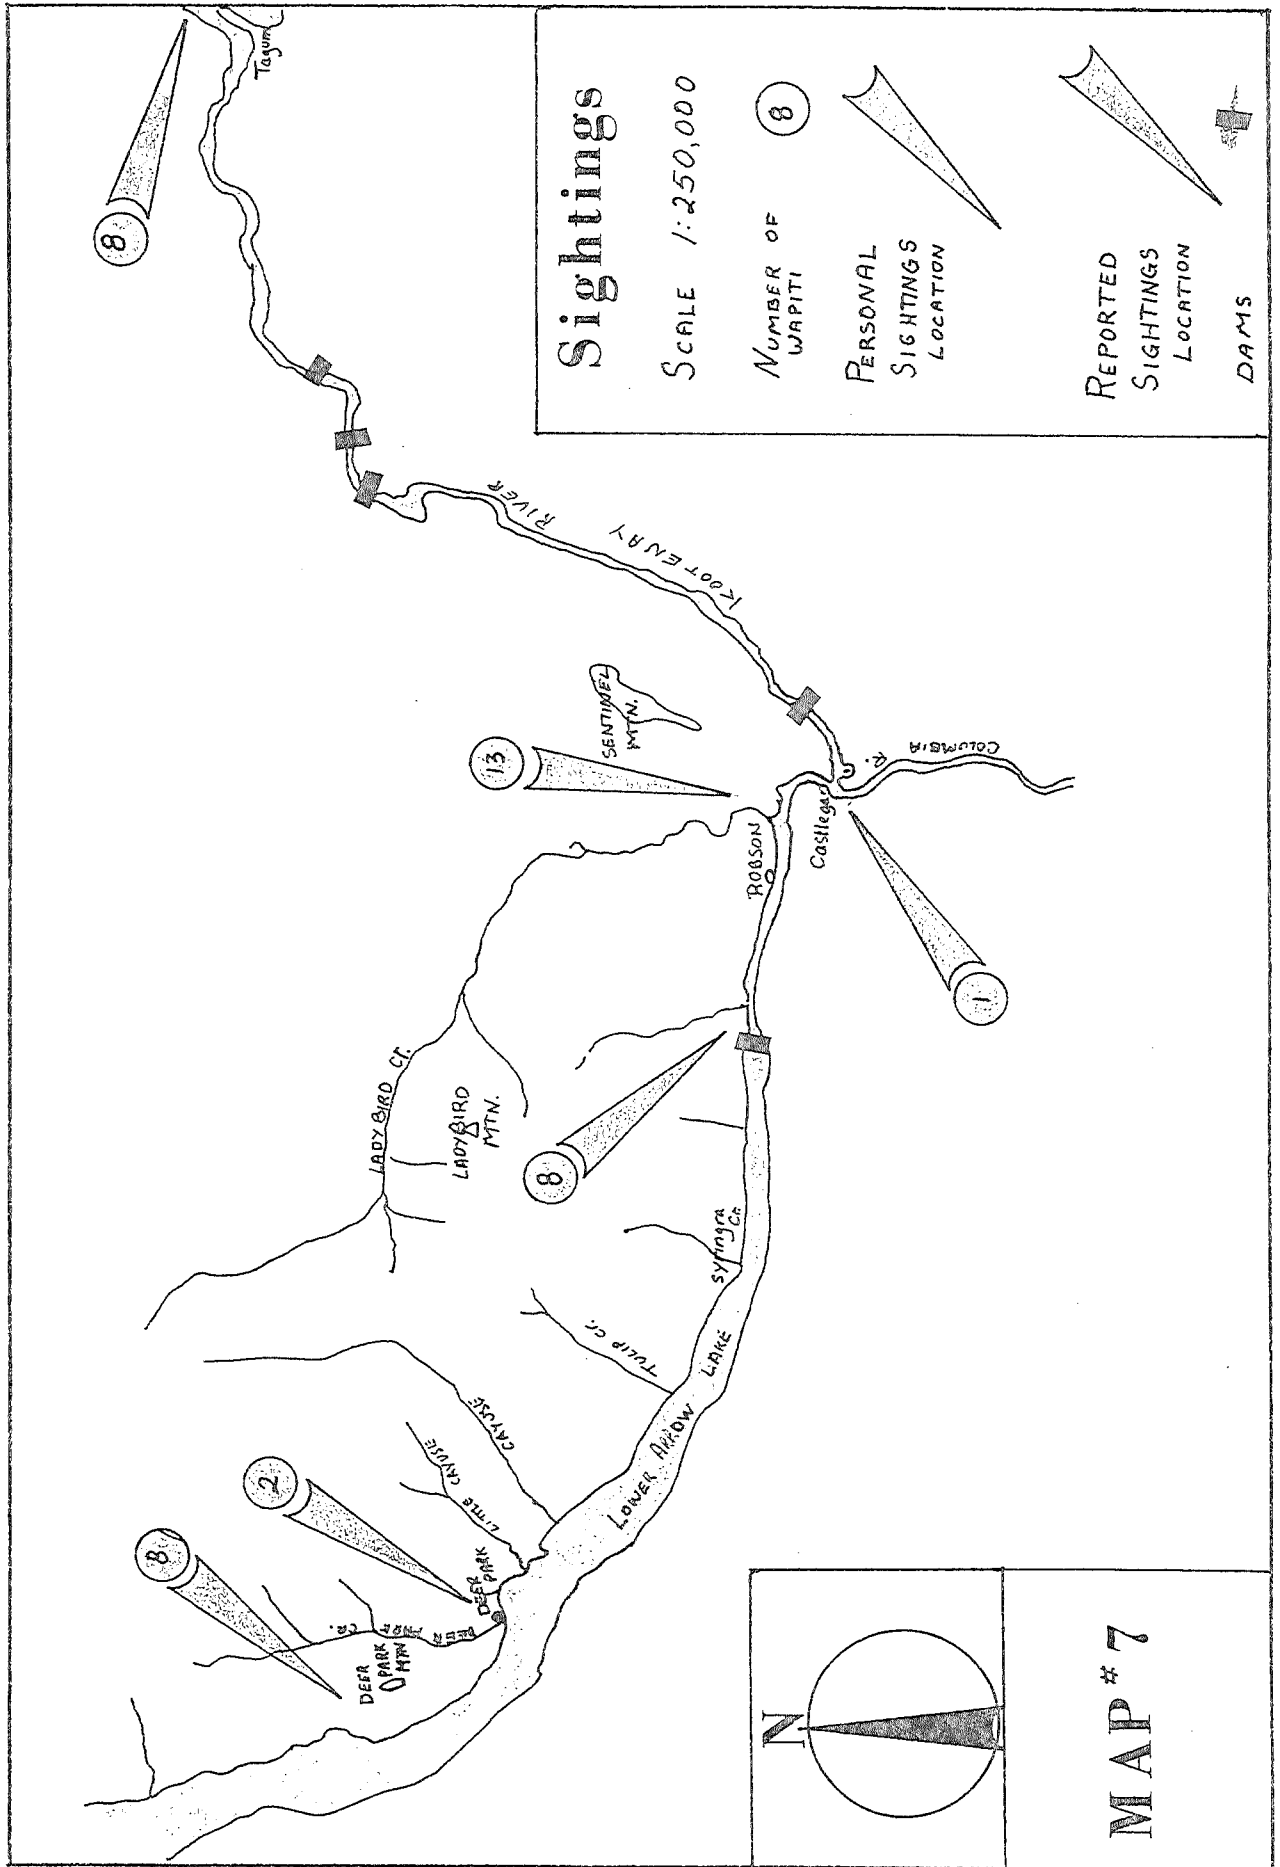 Tagum
8
Sightings
SCALE 1:250,000
NUMBER OF
WAPITI
8
PERSONAL
SIGHTINGS
LOCATION
REPORTED
SIGHTINGS
LOCATION
DAMS
KOOTENAY RIVER
SENTINEL
MTN.
13
ROBSON
Castlegar
COLUMBIA R.
1
LADYBIRD Cr.
LADYBIRD
MTN.
8
Syringra
Cr.
TULIP Cr.
LOWER ARROW LAKE
CAYUSE
LITTLE CAYUSE
2
8
DEER
PARK
DEER
PARK
MTN
CR.
N
MAP #7